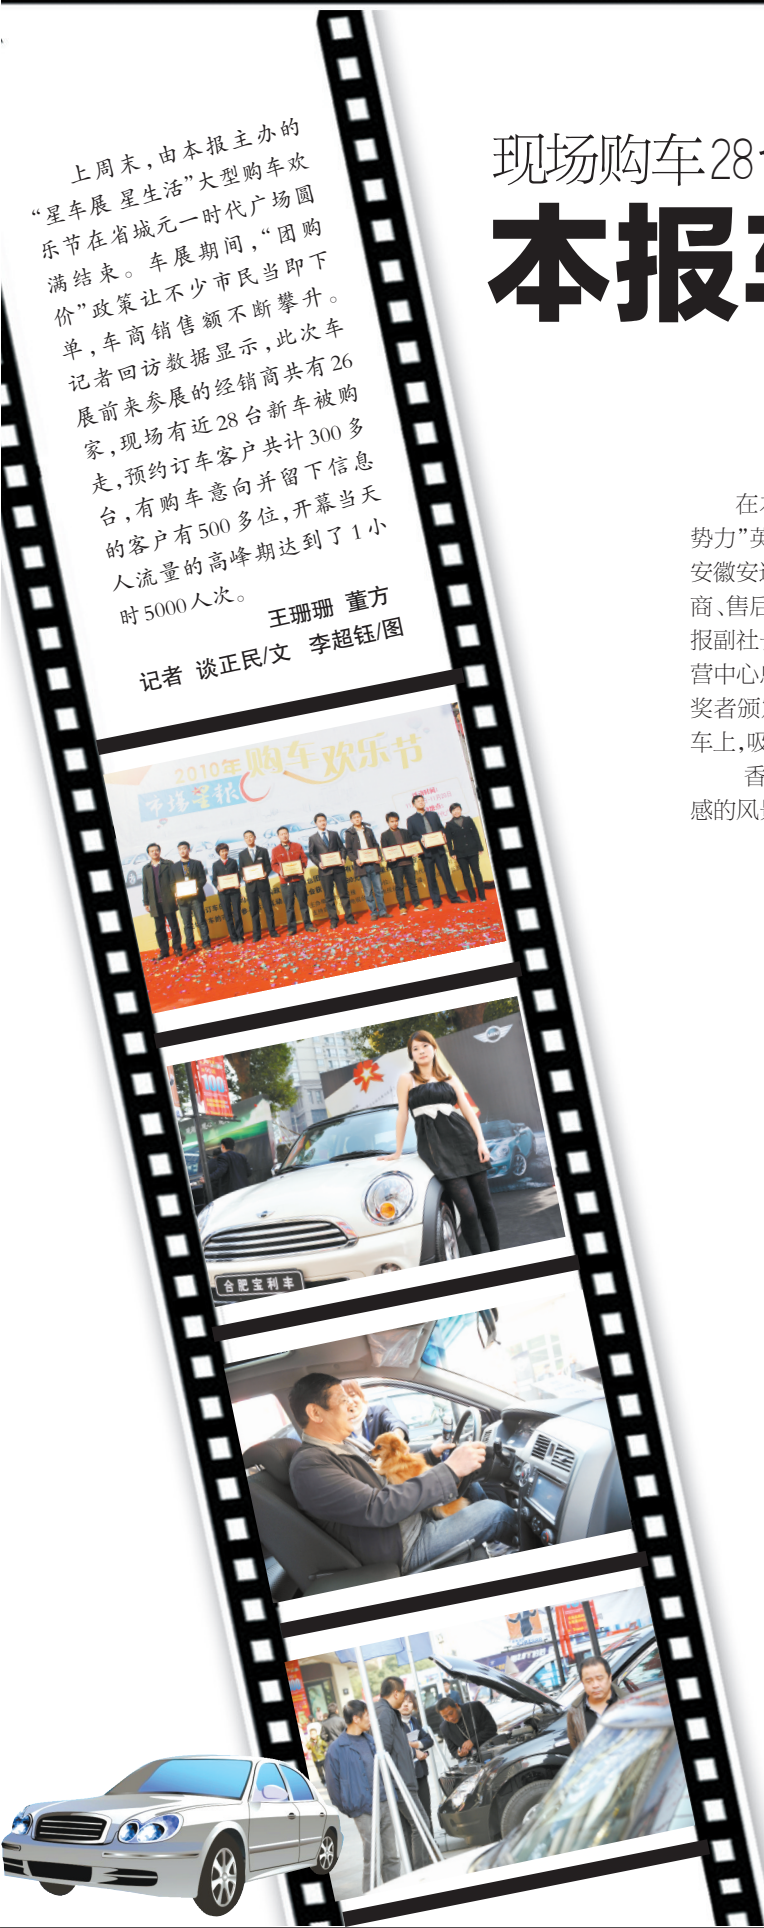 上周末,由本报主办的
“星车展 星生活”大型购车欢
乐节在省城元一时代广场圆
满结束。车展期间,“团购
价”政策让不少市民当即下
单,车商销售额不断攀升。
记者回访数据显示,此次车
展前来参展的经销商共有26
家,现场有近28台新车被购
走,预约订车客户共计300多
台,有购车意向并留下信息
的客户有500多位,开幕当天
人流量的高峰期达到了1小
时5000人次。
王珊珊 董方
记者 谈正民/文 李超钰/图
2010年购车欢乐节
市场星报
合肥宝利丰
现场购车28
本报
在
势力”英
安徽安
商、售后
报副社
营中心
奖者颁
车上,吸
香
感的风